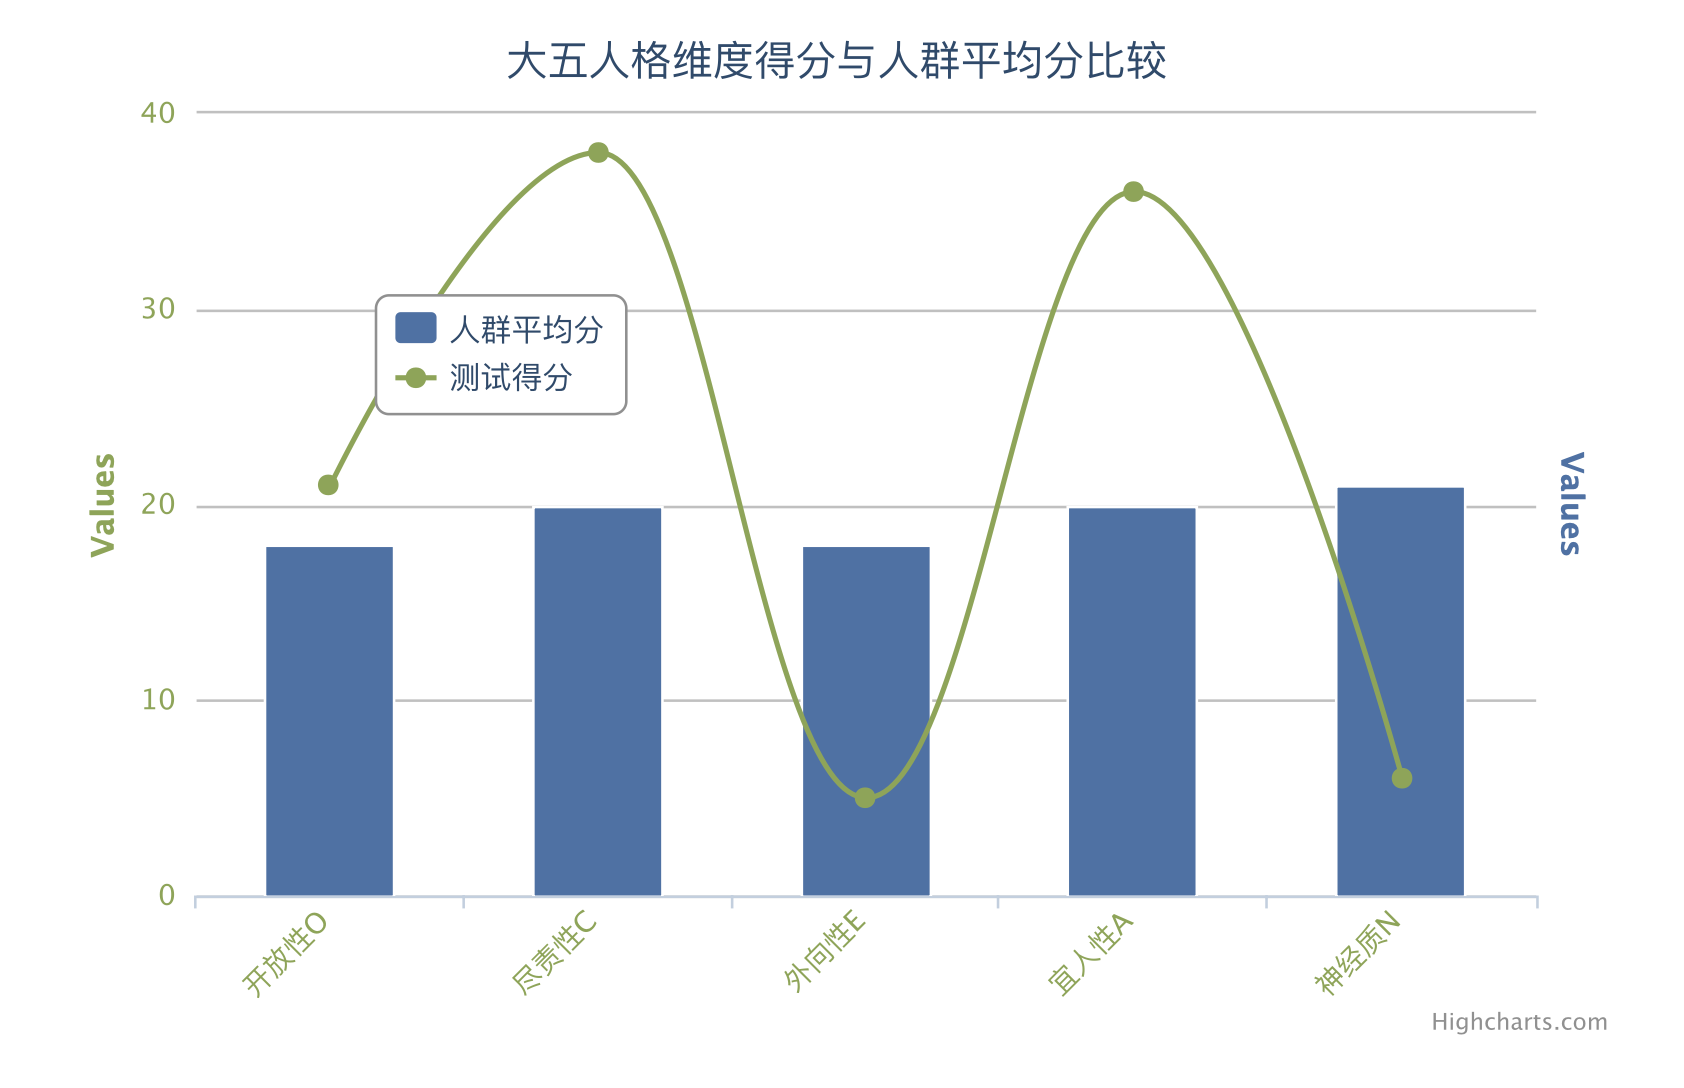 大五人格维度得分与人群平均分比较
40
30
20
10
0
Values
Values
人群平均分
测试得分
开放性O
尽责性C
外向性E
宜人性A
神经质N
Highcharts.com